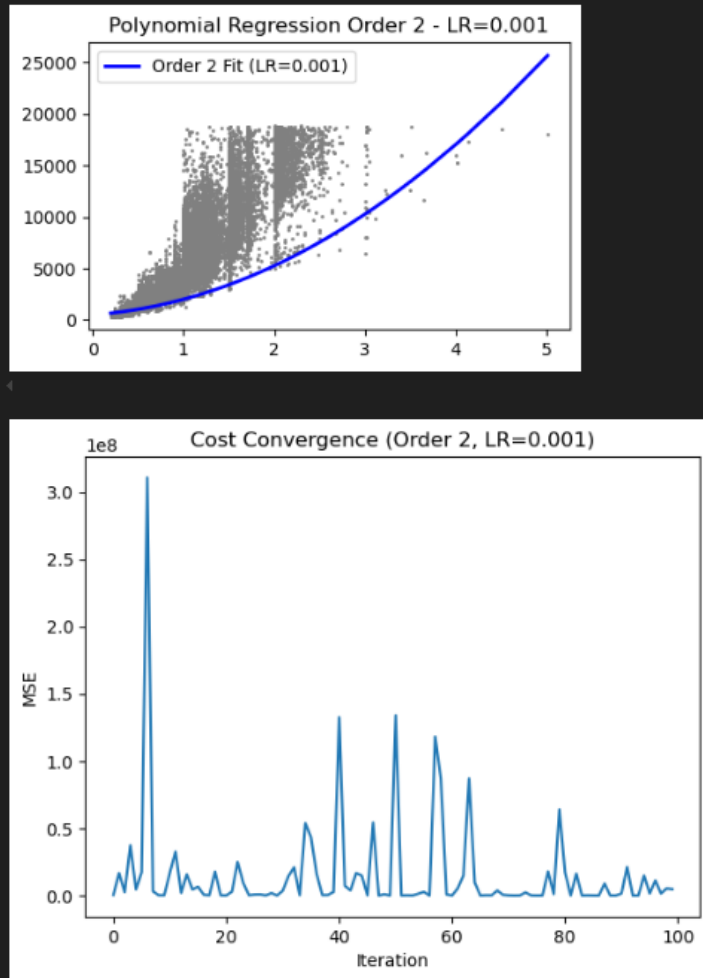 Polynomial Regression Order 2 - LR=0.001
Order 2 Fit (LR=0.001)
25000
20000
15000
10000
5000
0
0 1 2 3 4 5
Cost Convergence (Order 2, LR=0.001)
1e8
3.0
2.5
2.0
1.5
1.0
0.5
0.0
MSE
0 20 40 60 80 100
Iteration